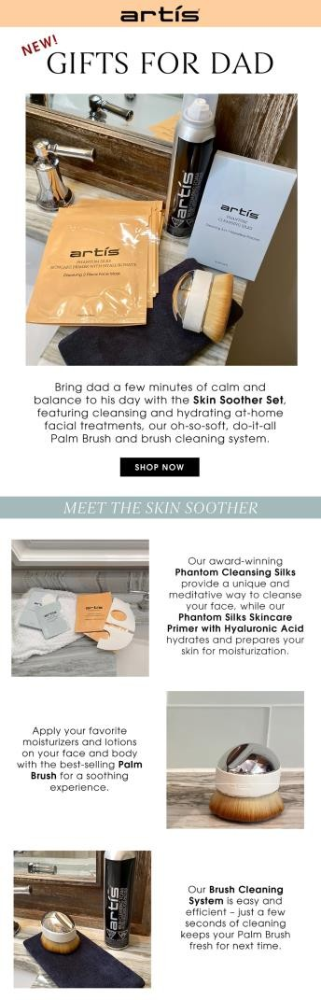 artís
NEW!
GIFTS FOR DAD
artís
PHANTOM SILKS
SKINCARE PRIMER WITH HYALURONATE
Dissolving 2 Piece Face Mask
artís
BRUSH CLEANING FOAM
artís
PHANTOM
CLEANSING SILKS
Bring dad a few minutes of calm and
balance to his day with the Skin Soother Set,
featuring cleansing and hydrating at-home
facial treatments, our oh-so-soft, do-it-all
Palm Brush and brush cleaning system.
SHOP NOW
MEET THE SKIN SOOTHER
artís
Our award-winning
Phantom Cleansing Silks
provide a unique and
meditative way to cleanse
your face, while our
Phantom Silks Skincare
Primer with Hyaluronic Acid
hydrates and prepares your
skin for moisturization.
Apply your favorite
moisturizers and lotions
on your face and body
with the best-selling Palm
Brush for a soothing
experience.
artís
BRUSH CLEANING FOAM
Our Brush Cleaning
System is easy and
efficient – just a few
seconds of cleaning
keeps your Palm Brush
fresh for next time.